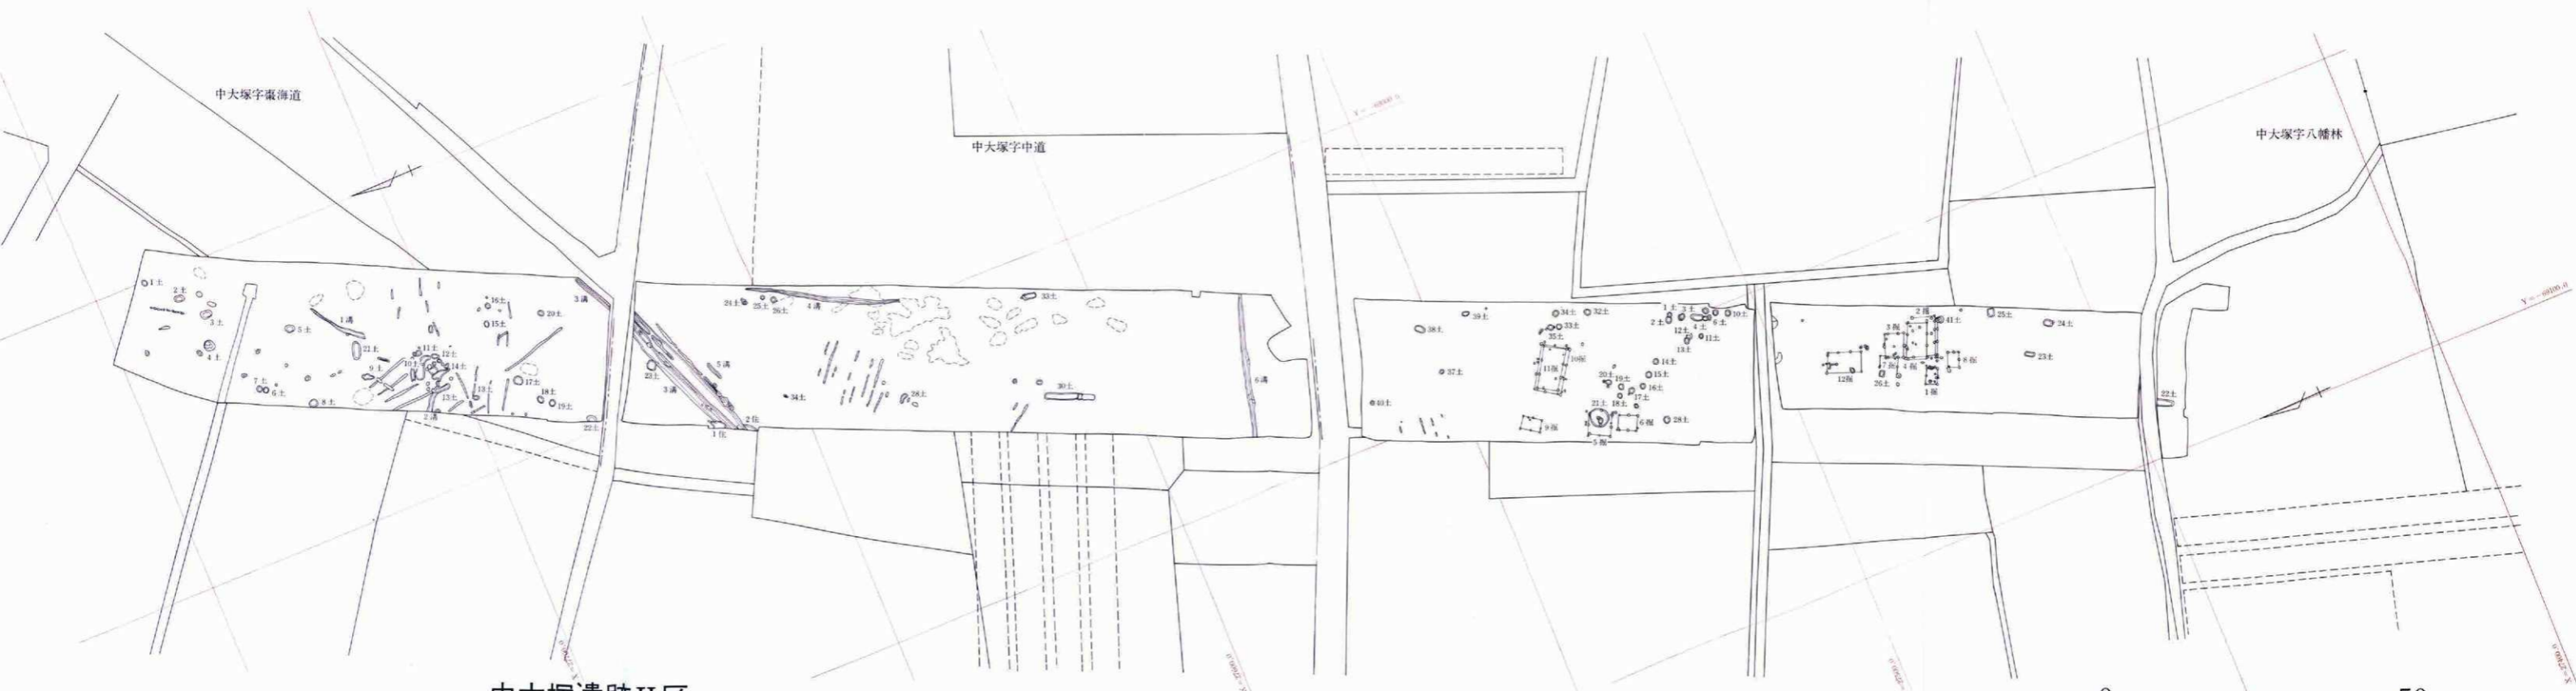 中大塚字棗海道
中大塚字中道
中大塚字八幡林
1土
2土
3土
4土
5土
7土
6土
8土
1溝
21土
9土
10土
11土
12土
14土
13土
13土
2溝
16土
15土
20土
17土
18土
19土
22土
3溝
23土
3溝
5溝
1住
2住
24土
25土
26土
4溝
34土
28土
33土
30土
6溝
38土
39土
37土
40土
34土
32土
33土
35土
10掘
11掘
9掘
1土
3土
2土
12土
4土
6土
10土
11土
13土
14土
15土
16土
17土
20土
19土
18土
21土
5掘
6掘
28土
12掘
3掘
2掘
41土
7掘
4掘
8掘
26土
1掘
25土
24土
23土
22土
0
50